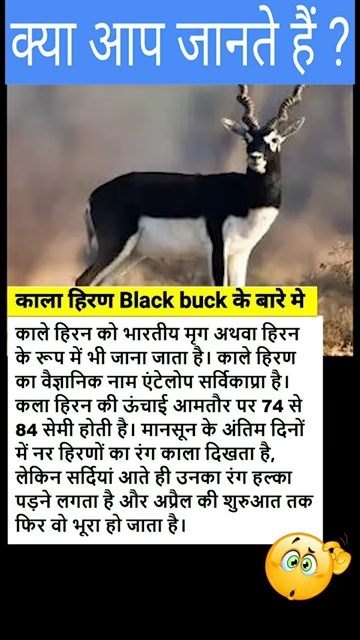 क्या आप जानते हैं ?
काला हिरण Black buck के बारे मे
काले हिरन को भारतीय मृग अथवा हिरन
के रूप में भी जाना जाता है। काले हिरण
का वैज्ञानिक नाम एंटेलोप सर्विकाप्रा है।
कला हिरन की ऊंचाई आमतौर पर 74 से
84 सेमी होती है। मानसून के अंतिम दिनों
में नर हिरणों का रंग काला दिखता है,
लेकिन सर्दियां आते ही उनका रंग हल्का
पड़ने लगता है और अप्रैल की शुरुआत तक
फिर वो भूरा हो जाता है।